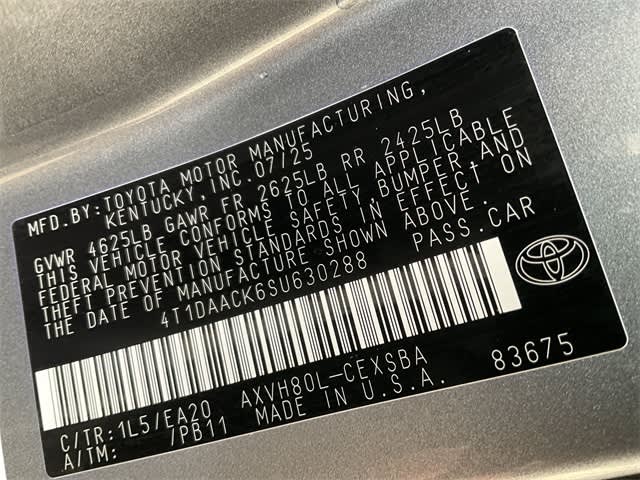 MFD.BY:TOYOTA MOTOR MANUFACTURING,
KENTUCKY,INC.07/25
GVWR 4625LB GAWR FR 2625LB RR 2425LB
THIS VEHICLE CONFORMS TO ALL APPLICABLE
FEDERAL MOTOR VEHICLE SAFETY,BUMPER,AND
THEFT PREVENTION STANDARDS IN EFFECT ON
THE DATE OF MANUFACTURE SHOWN ABOVE.
4T1DAACK6SU630288 PASS.CAR
C/TR:1L5/EA20 AXVH80L-CEXSBA 83675
A/TM: /PB11 MADE IN U.S.A.